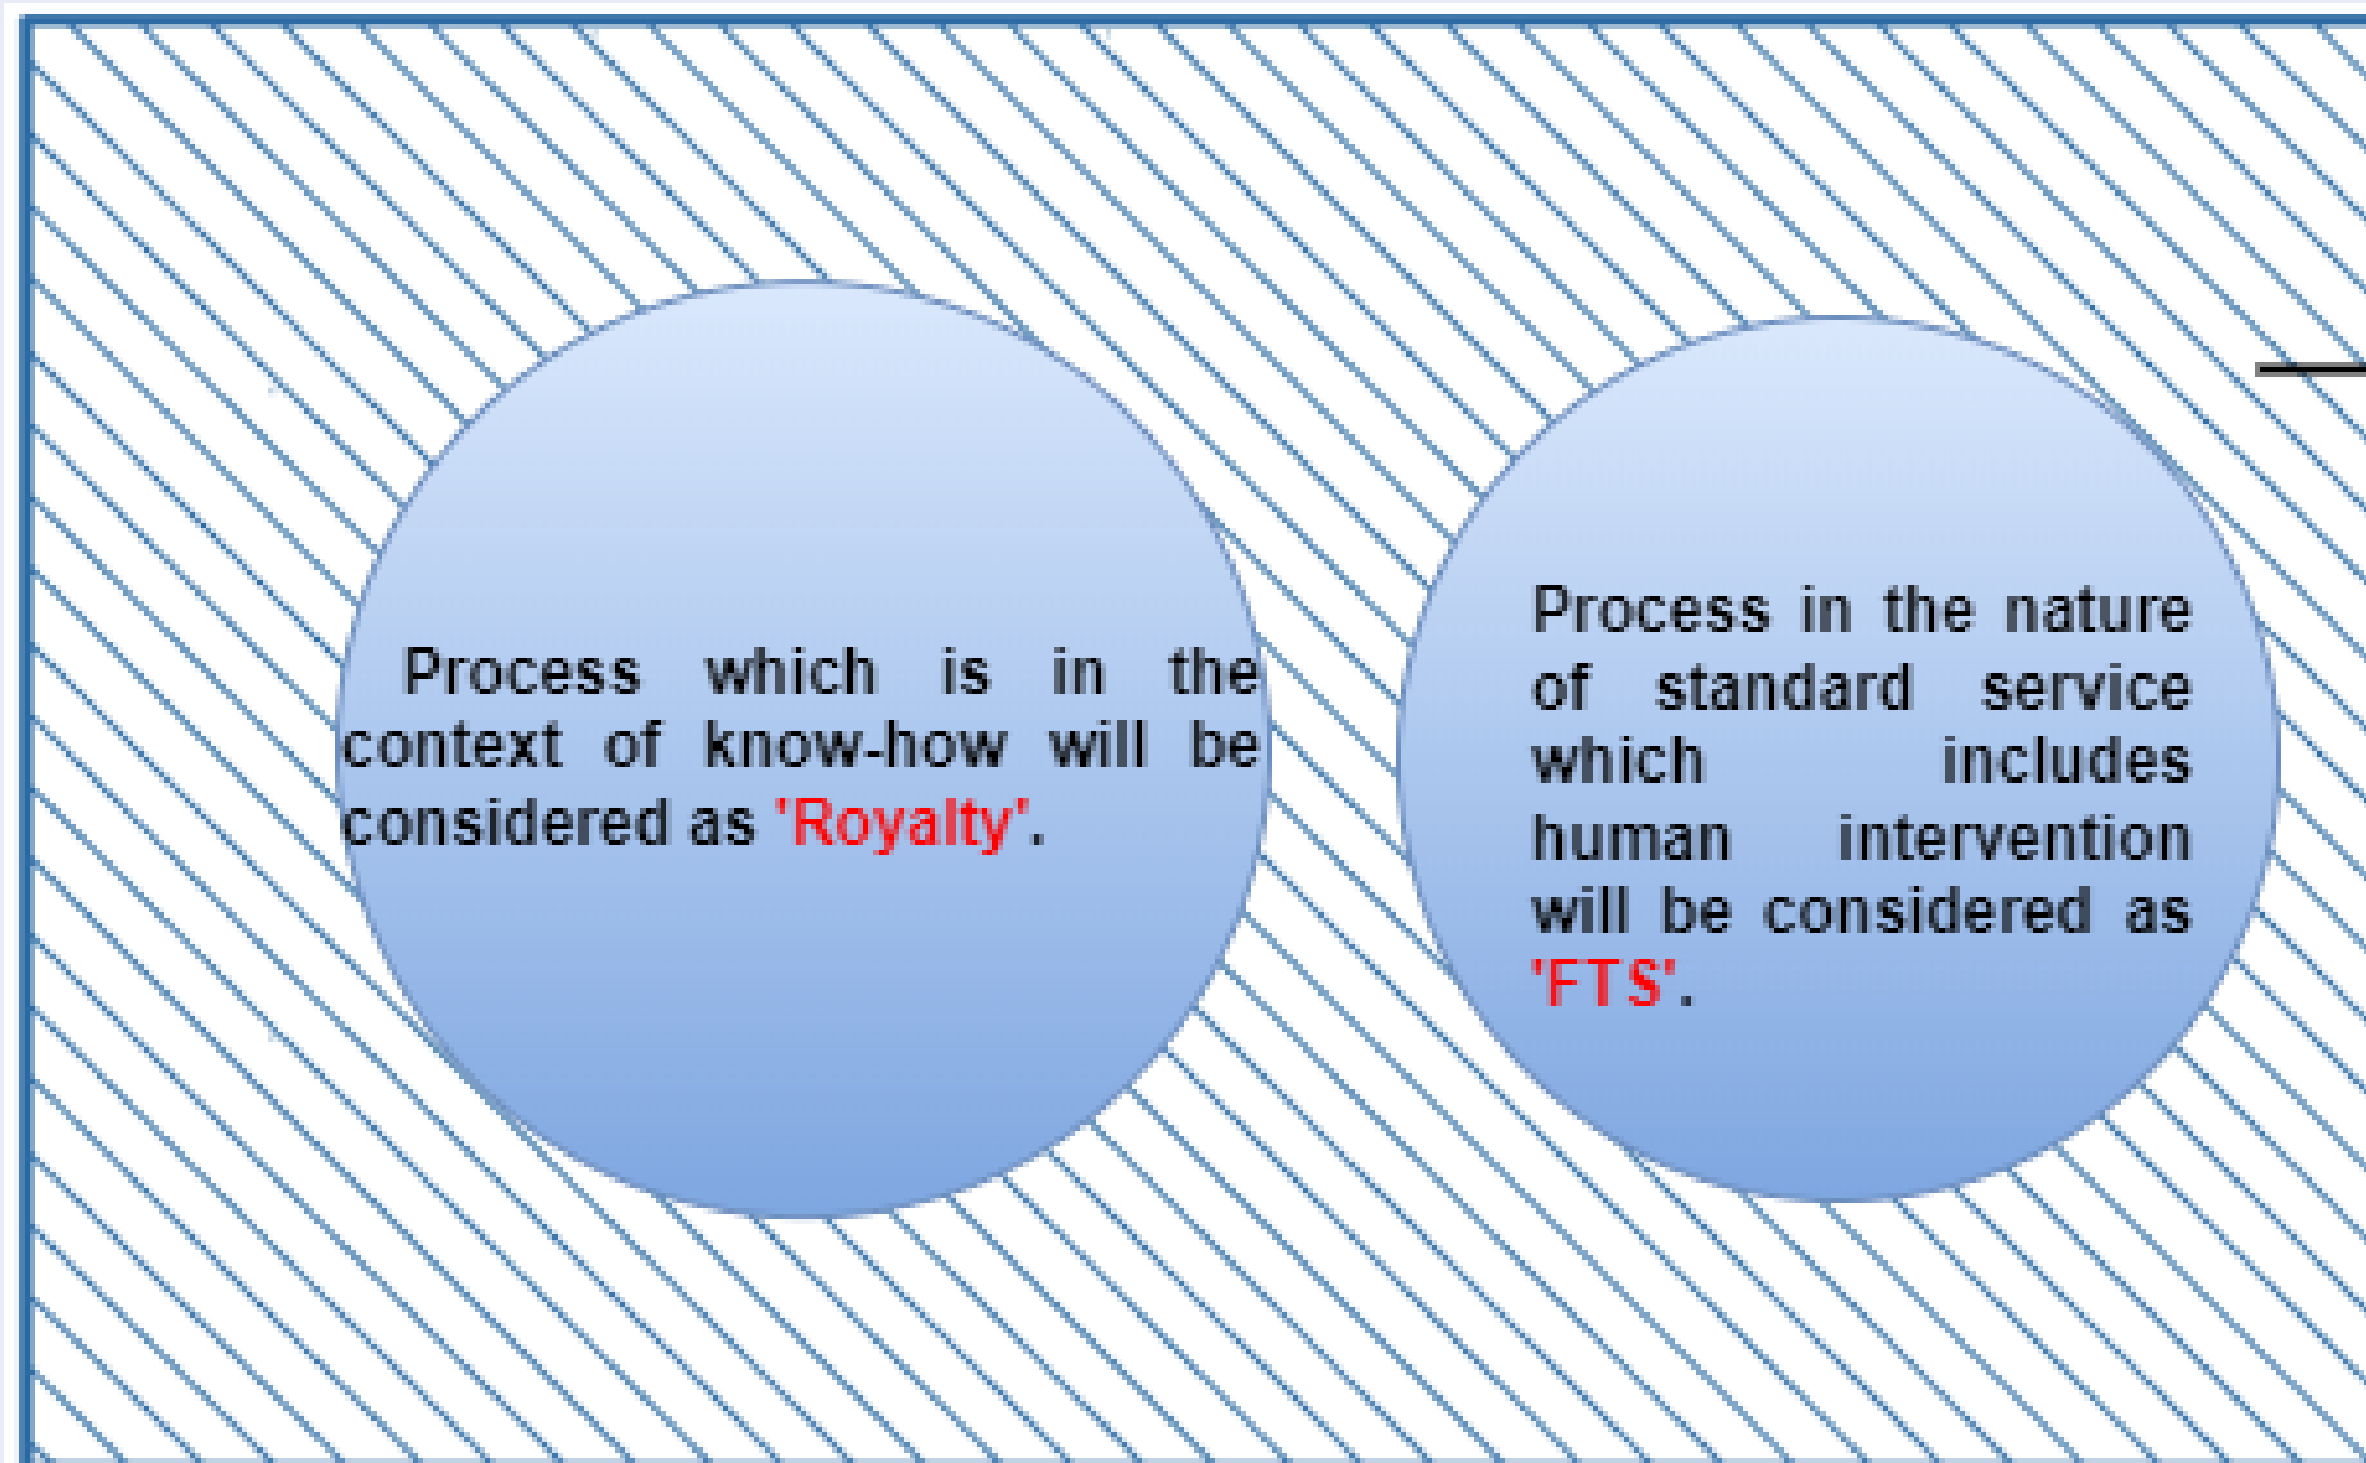 Process which is in the
context of know-how will be
considered as 'Royalty'.
Process in the nature
of standard service
which includes
human intervention
will be considered as
'FTS'.